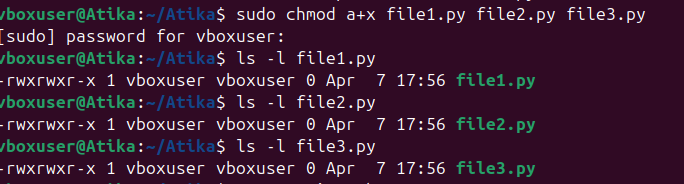 vboxuser@Atika:~/Atika$ sudo chmod a+x file1.py file2.py file3.py
[sudo] password for vboxuser:
vboxuser@Atika:~/Atika$ ls -l file1.py
-rwxrwxr-x 1 vboxuser vboxuser 0 Apr  7 17:56 file1.py
vboxuser@Atika:~/Atika$ ls -l file2.py
-rwxrwxr-x 1 vboxuser vboxuser 0 Apr  7 17:56 file2.py
vboxuser@Atika:~/Atika$ ls -l file3.py
-rwxrwxr-x 1 vboxuser vboxuser 0 Apr  7 17:56 file3.py